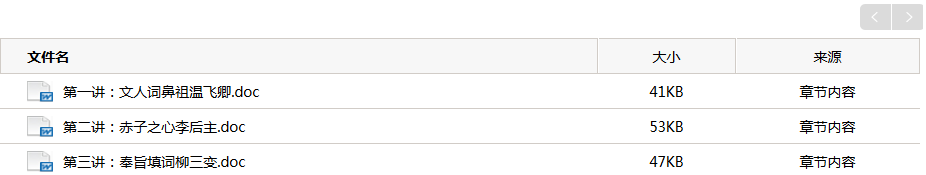 文件名 大小 来源
第一讲：文人词鼻祖温飞卿.doc 41KB 章节内容
第二讲：赤子之心李后主.doc 53KB 章节内容
第三讲：奉旨填词柳三变.doc 47KB 章节内容